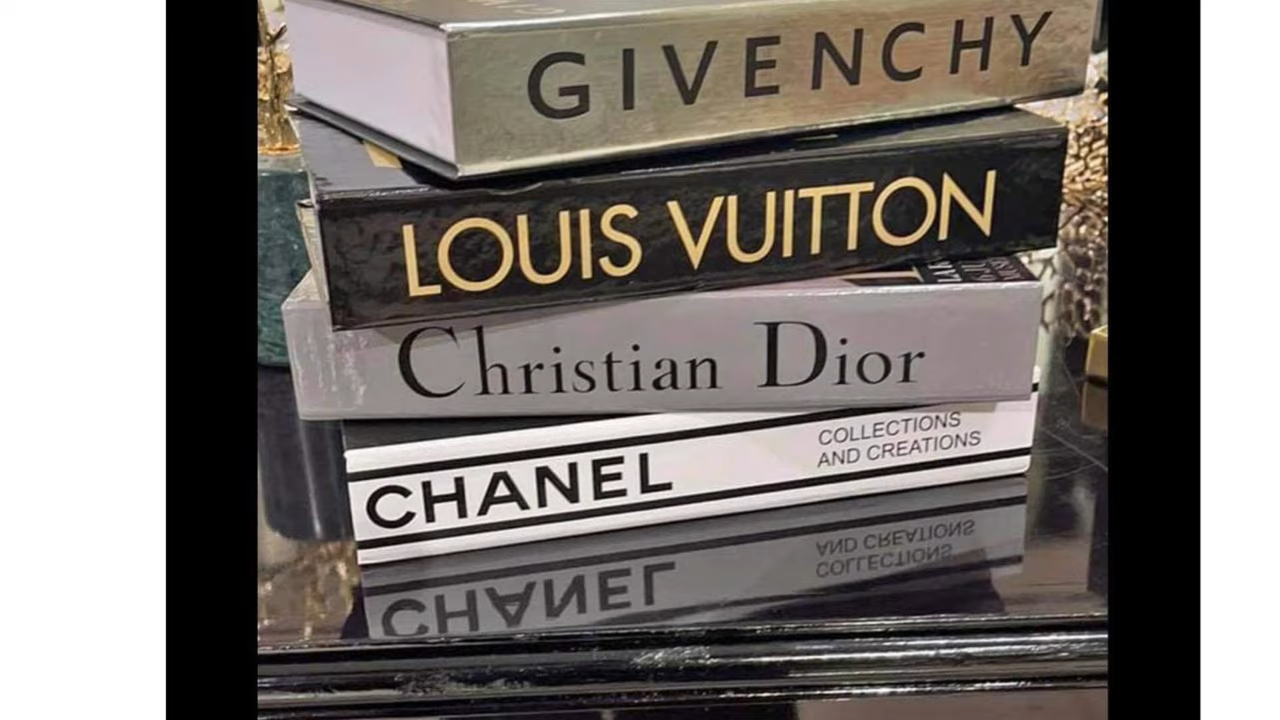 GIVENCHY
LOUIS VUITTON
Christian Dior
CHANEL
COLLECTIONS
AND CREATIONS